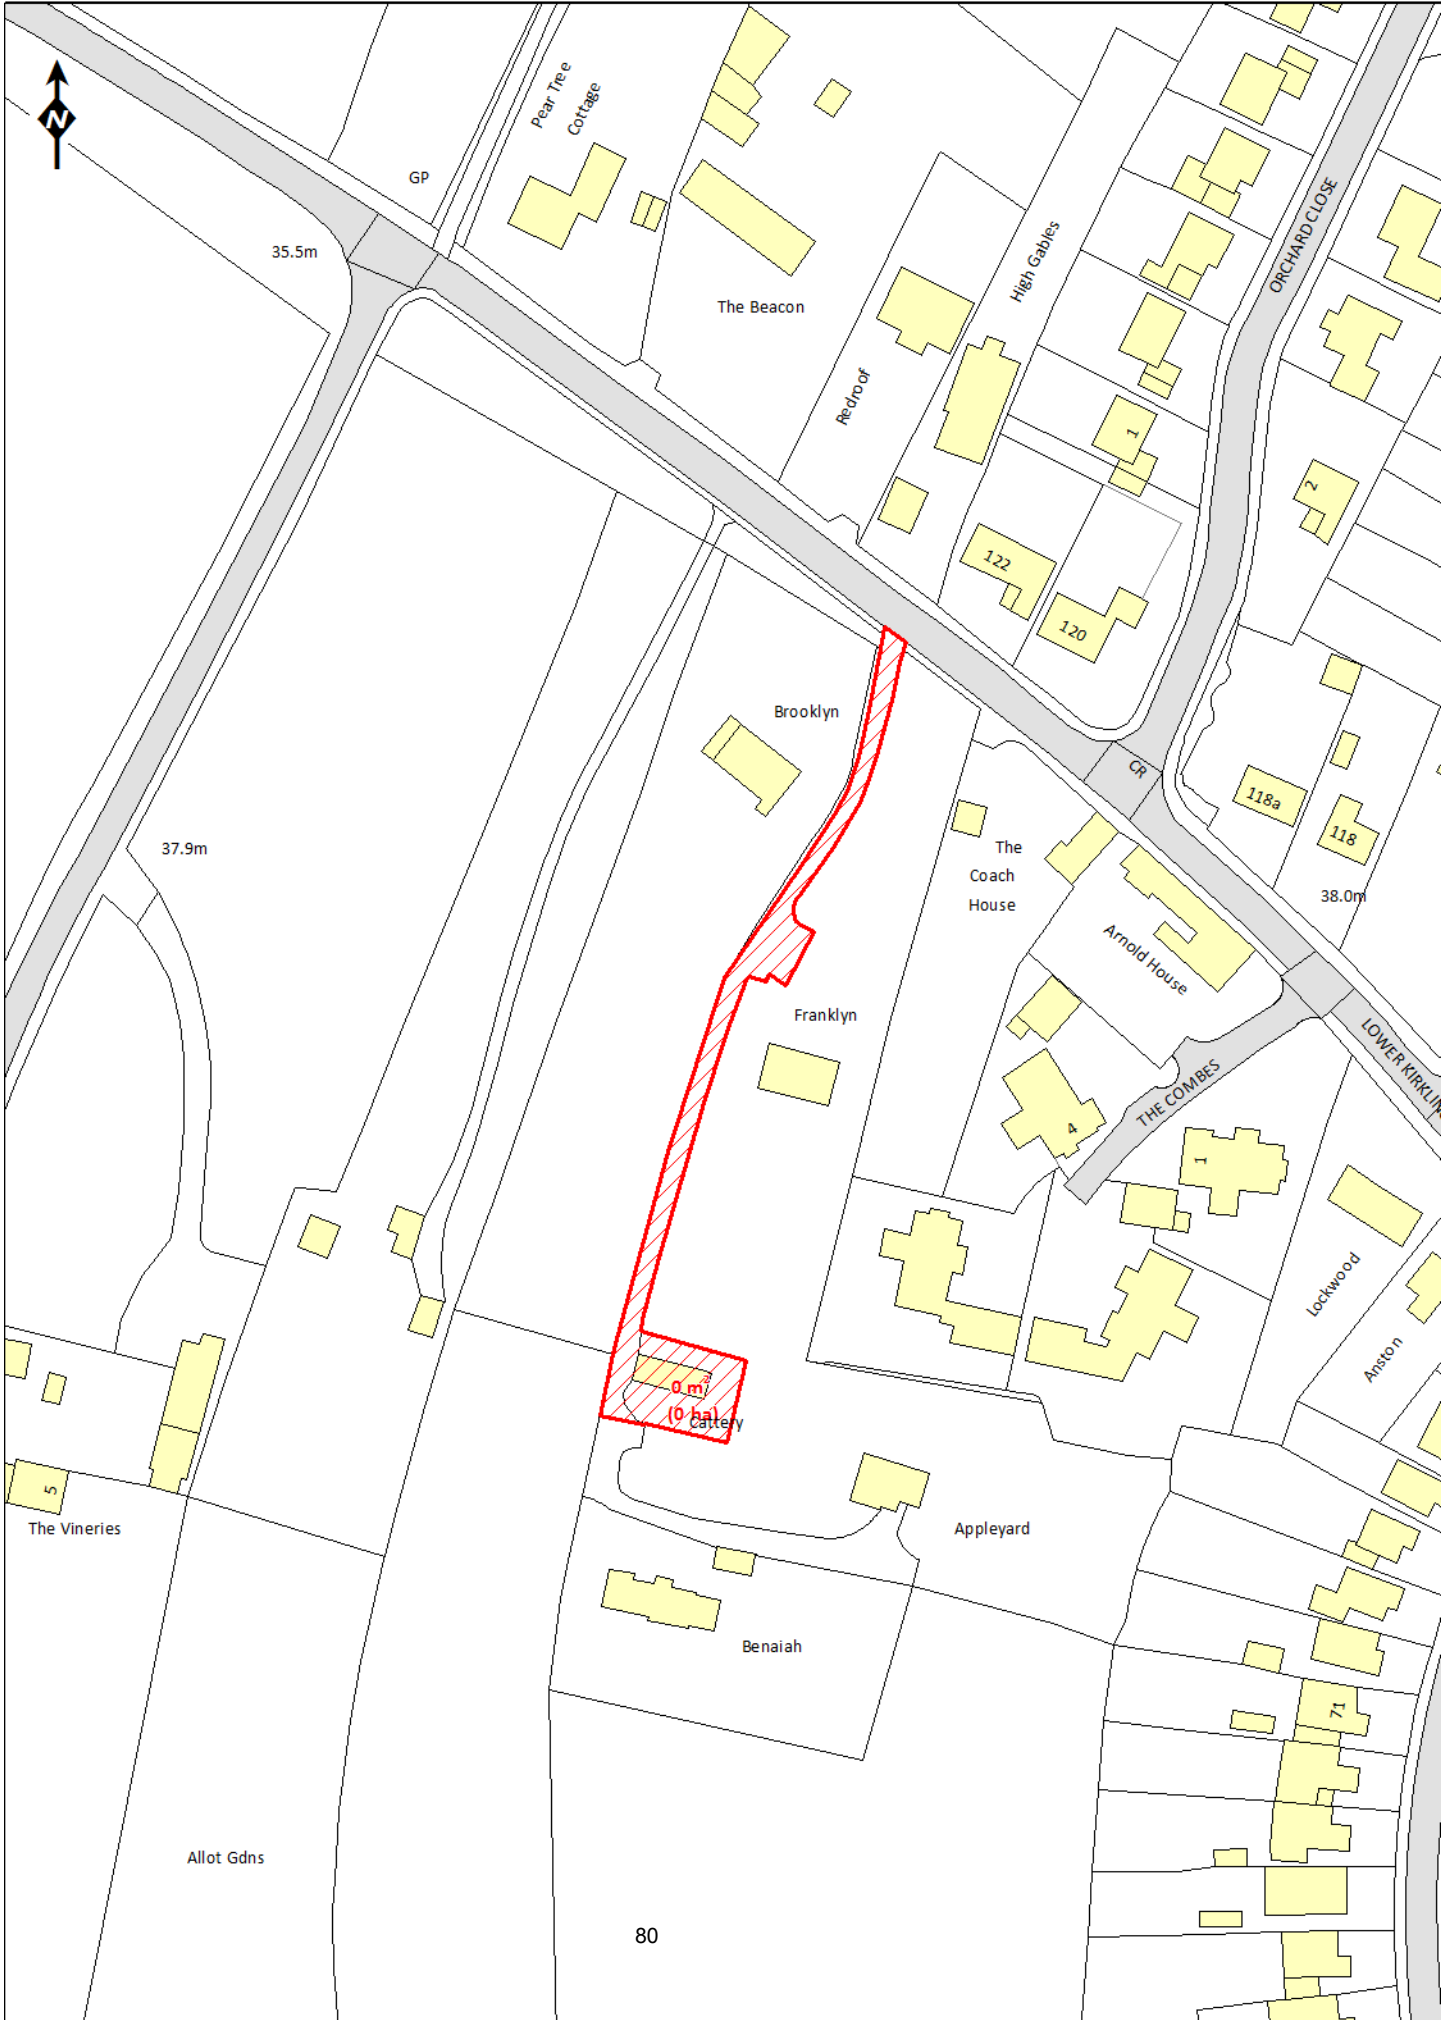 N
Pear Tree
Cottage
GP
35.5m
The Beacon
High Gables
Redroof
ORCHARD CLOSE
1
2
122
120
Brooklyn
CR
118a
118
37.9m
The
Coach
House
38.0m
Arnold House
Franklyn
THE COMBES
LOWER KIRKLIN
4
1
Lockwood
Anston
0 m²
(0 ha)
Cattery
5
The Vineries
Appleyard
Benaiah
71
Allot Gdns
80